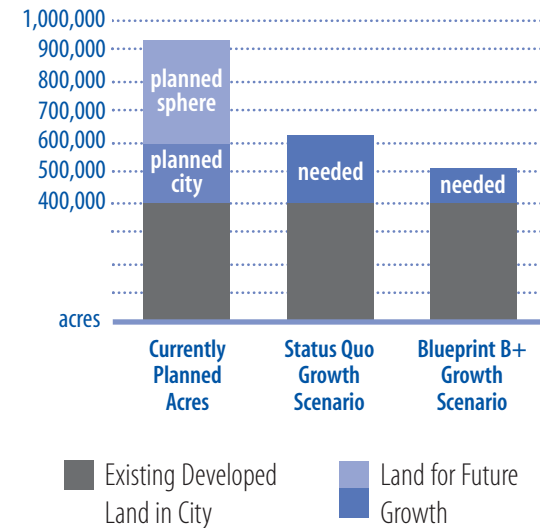 1,000,000
900,000
800,000
700,000
600,000
500,000
400,000
acres
planned
sphere
planned
city
needed
needed
Currently
Planned
Acres
Status Quo
Growth
Scenario
Blueprint B+
Growth
Scenario
Existing Developed
Land in City
Land for Future
Growth